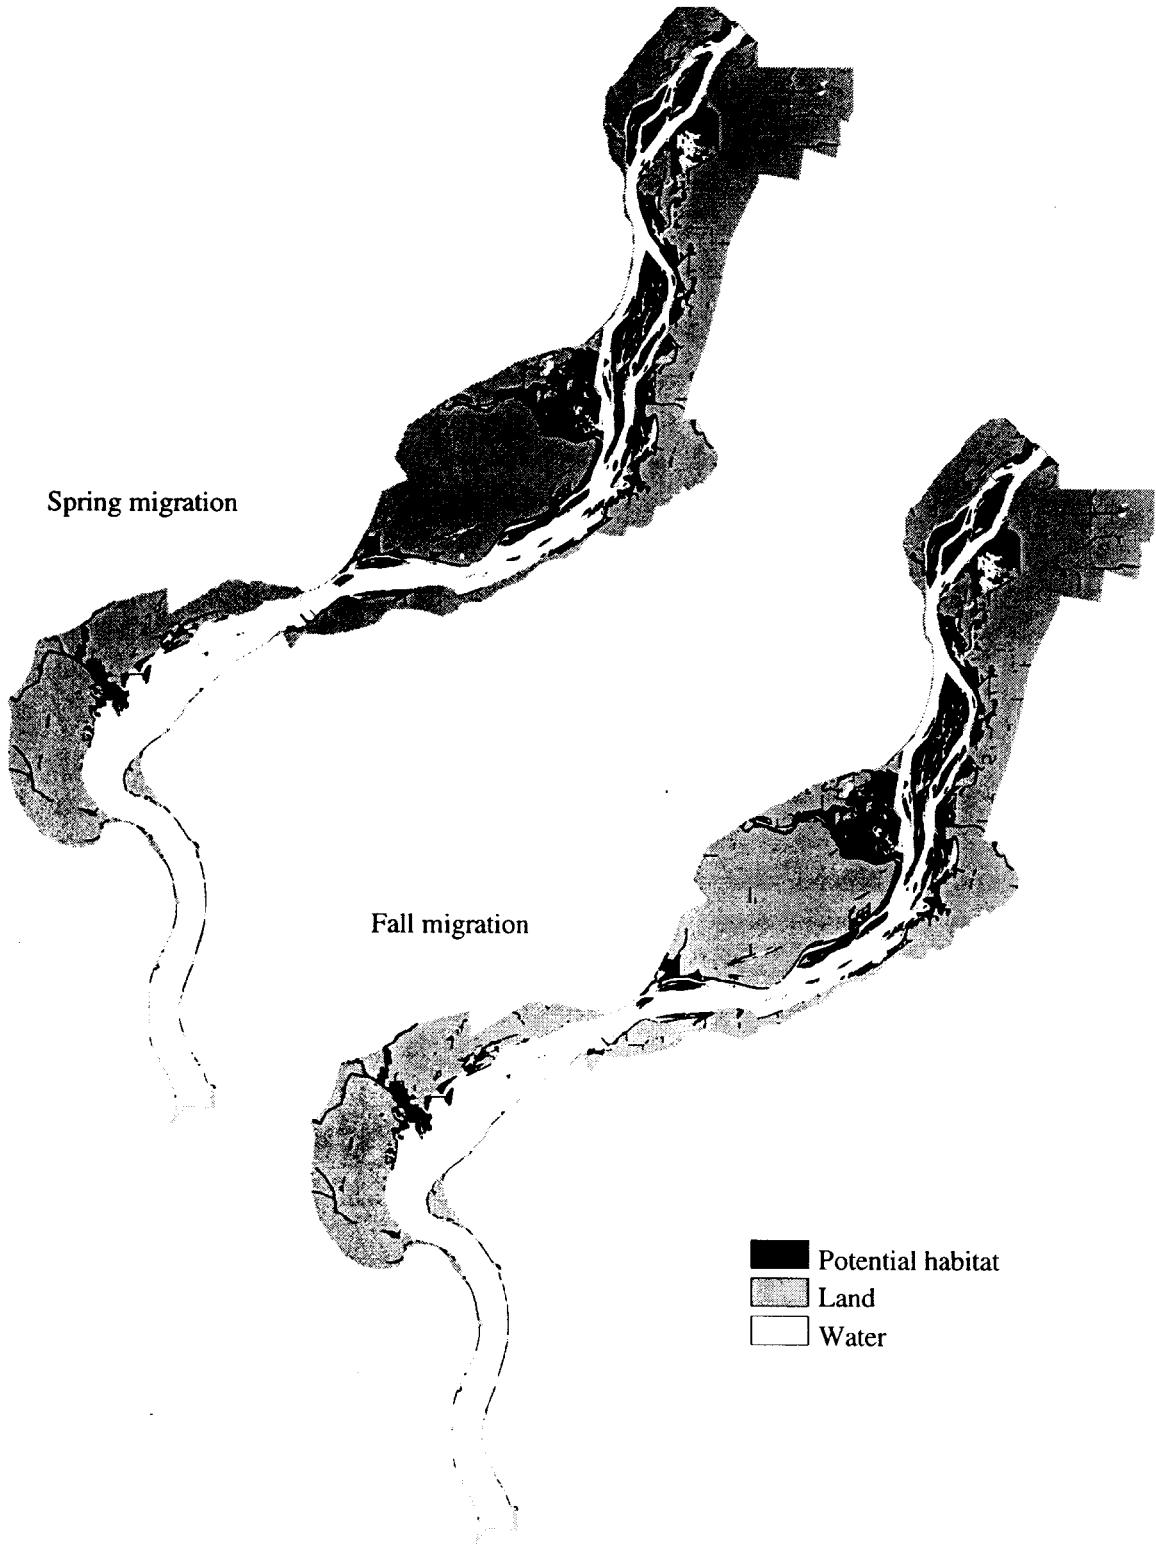 Spring migration
Fall migration
Potential habitat
Land
Water